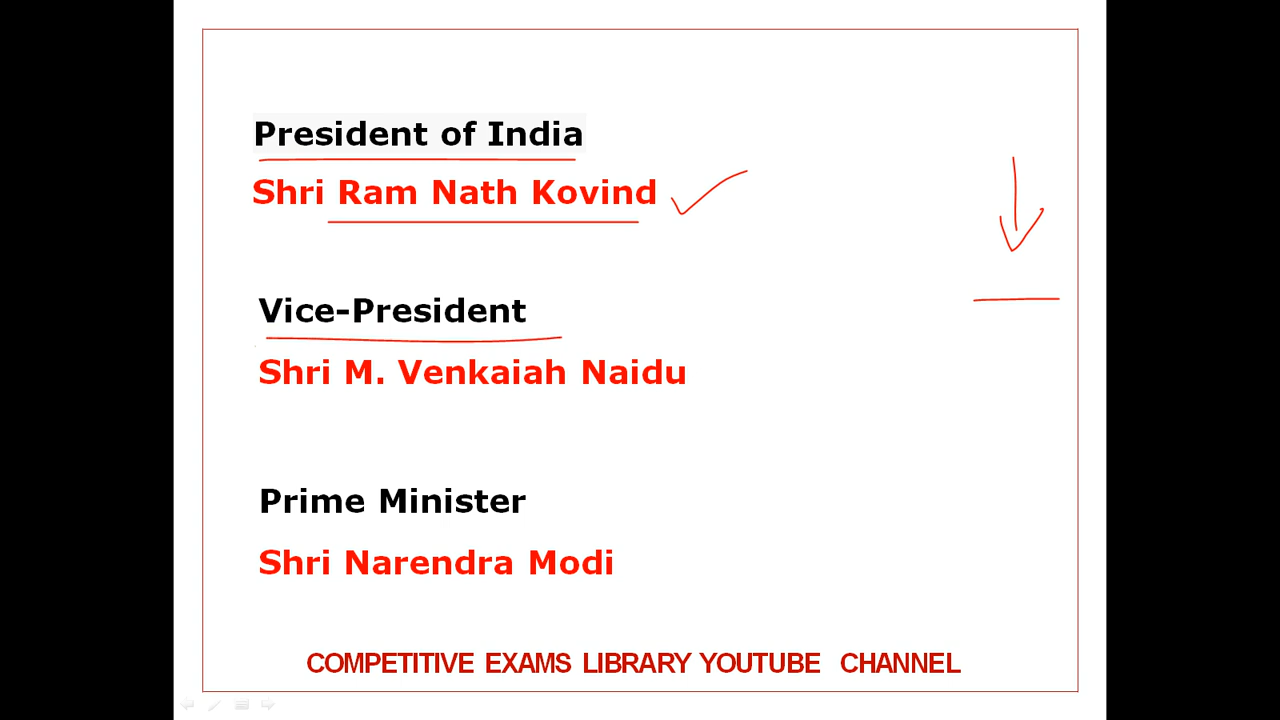 President of India
Shri Ram Nath Kovind
Vice-President
Shri M. Venkaiah Naidu
Prime Minister
Shri Narendra Modi
COMPETITIVE EXAMS LIBRARY YOUTUBE CHANNEL